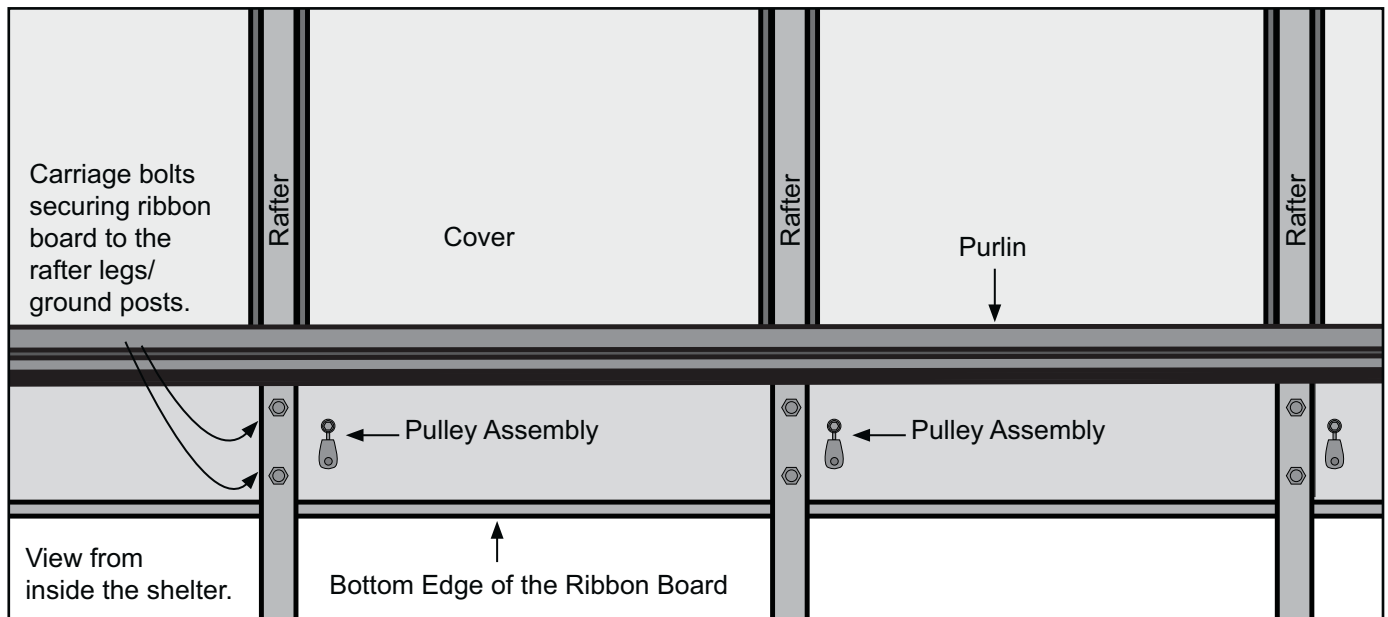 Carriage bolts
securing ribbon
board to the
rafter legs/
ground posts.
Rafter
Cover
Rafter
Purlin
Rafter
Pulley Assembly
Pulley Assembly
View from
inside the shelter.
Bottom Edge of the Ribbon Board